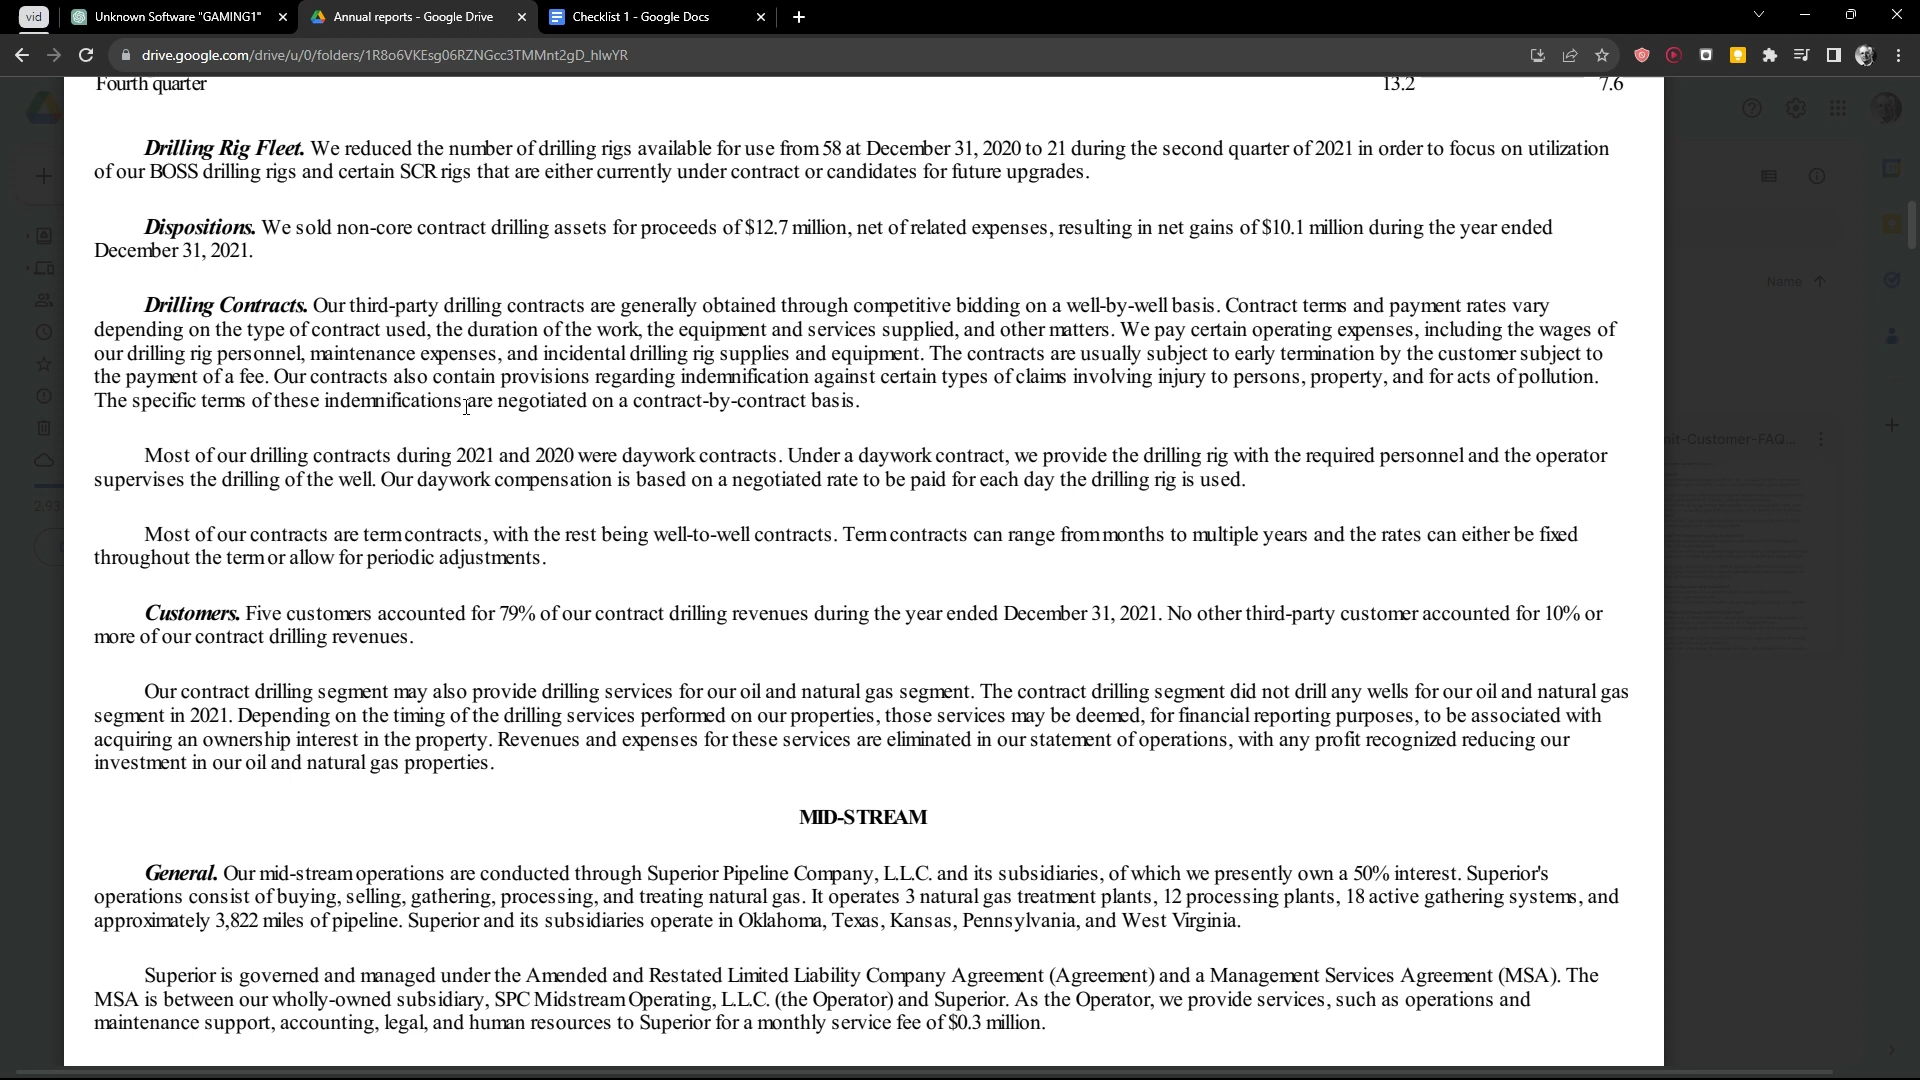 vid
Unknown Software "GAMING1"
Annual reports - Google Drive
Checklist 1 - Google Docs
drive.google.com/drive/u/0/folders/1R8o6VKEsg06RZNGcc3TMMnt2gD_hlwYR
Fourth quarter 13.2 7.6
Drilling Rig Fleet. We reduced the number of drilling rigs available for use from 58 at December 31, 2020 to 21 during the second quarter of 2021 in order to focus on utilization
of our BOSS drilling rigs and certain SCR rigs that are either currently under contract or candidates for future upgrades.
Dispositions. We sold non-core contract drilling assets for proceeds of $12.7 million, net of related expenses, resulting in net gains of $10.1 million during the year ended
December 31, 2021.
Drilling Contracts. Our third-party drilling contracts are generally obtained through competitive bidding on a well-by-well basis. Contract terms and payment rates vary
depending on the type of contract used, the duration of the work, the equipment and services supplied, and other matters. We pay certain operating expenses, including the wages of
our drilling rig personnel, maintenance expenses, and incidental drilling rig supplies and equipment. The contracts are usually subject to early termination by the customer subject to
the payment of a fee. Our contracts also contain provisions regarding indemnification against certain types of claims involving injury to persons, property, and for acts of pollution.
The specific terms of these indemnifications are negotiated on a contract-by-contract basis.
Most of our drilling contracts during 2021 and 2020 were daywork contracts. Under a daywork contract, we provide the drilling rig with the required personnel and the operator
supervises the drilling of the well. Our daywork compensation is based on a negotiated rate to be paid for each day the drilling rig is used.
Most of our contracts are term contracts, with the rest being well-to-well contracts. Term contracts can range from months to multiple years and the rates can either be fixed
throughout the term or allow for periodic adjustments.
Customers. Five customers accounted for 79% of our contract drilling revenues during the year ended December 31, 2021. No other third-party customer accounted for 10% or
more of our contract drilling revenues.
Our contract drilling segment may also provide drilling services for our oil and natural gas segment. The contract drilling segment did not drill any wells for our oil and natural gas
segment in 2021. Depending on the timing of the drilling services performed on our properties, those services may be deemed, for financial reporting purposes, to be associated with
acquiring an ownership interest in the property. Revenues and expenses for these services are eliminated in our statement of operations, with any profit recognized reducing our
investment in our oil and natural gas properties.
MID-STREAM
General. Our mid-stream operations are conducted through Superior Pipeline Company, L.L.C. and its subsidiaries, of which we presently own a 50% interest. Superior's
operations consist of buying, selling, gathering, processing, and treating natural gas. It operates 3 natural gas treatment plants, 12 processing plants, 18 active gathering systems, and
approximately 3,822 miles of pipeline. Superior and its subsidiaries operate in Oklahoma, Texas, Kansas, Pennsylvania, and West Virginia.
Superior is governed and managed under the Amended and Restated Limited Liability Company Agreement (Agreement) and a Management Services Agreement (MSA). The
MSA is between our wholly-owned subsidiary, SPC Midstream Operating, L.L.C. (the Operator) and Superior. As the Operator, we provide services, such as operations and
maintenance support, accounting, legal, and human resources to Superior for a monthly service fee of $0.3 million.
Name
nit-Customer-FAQ...
2.93